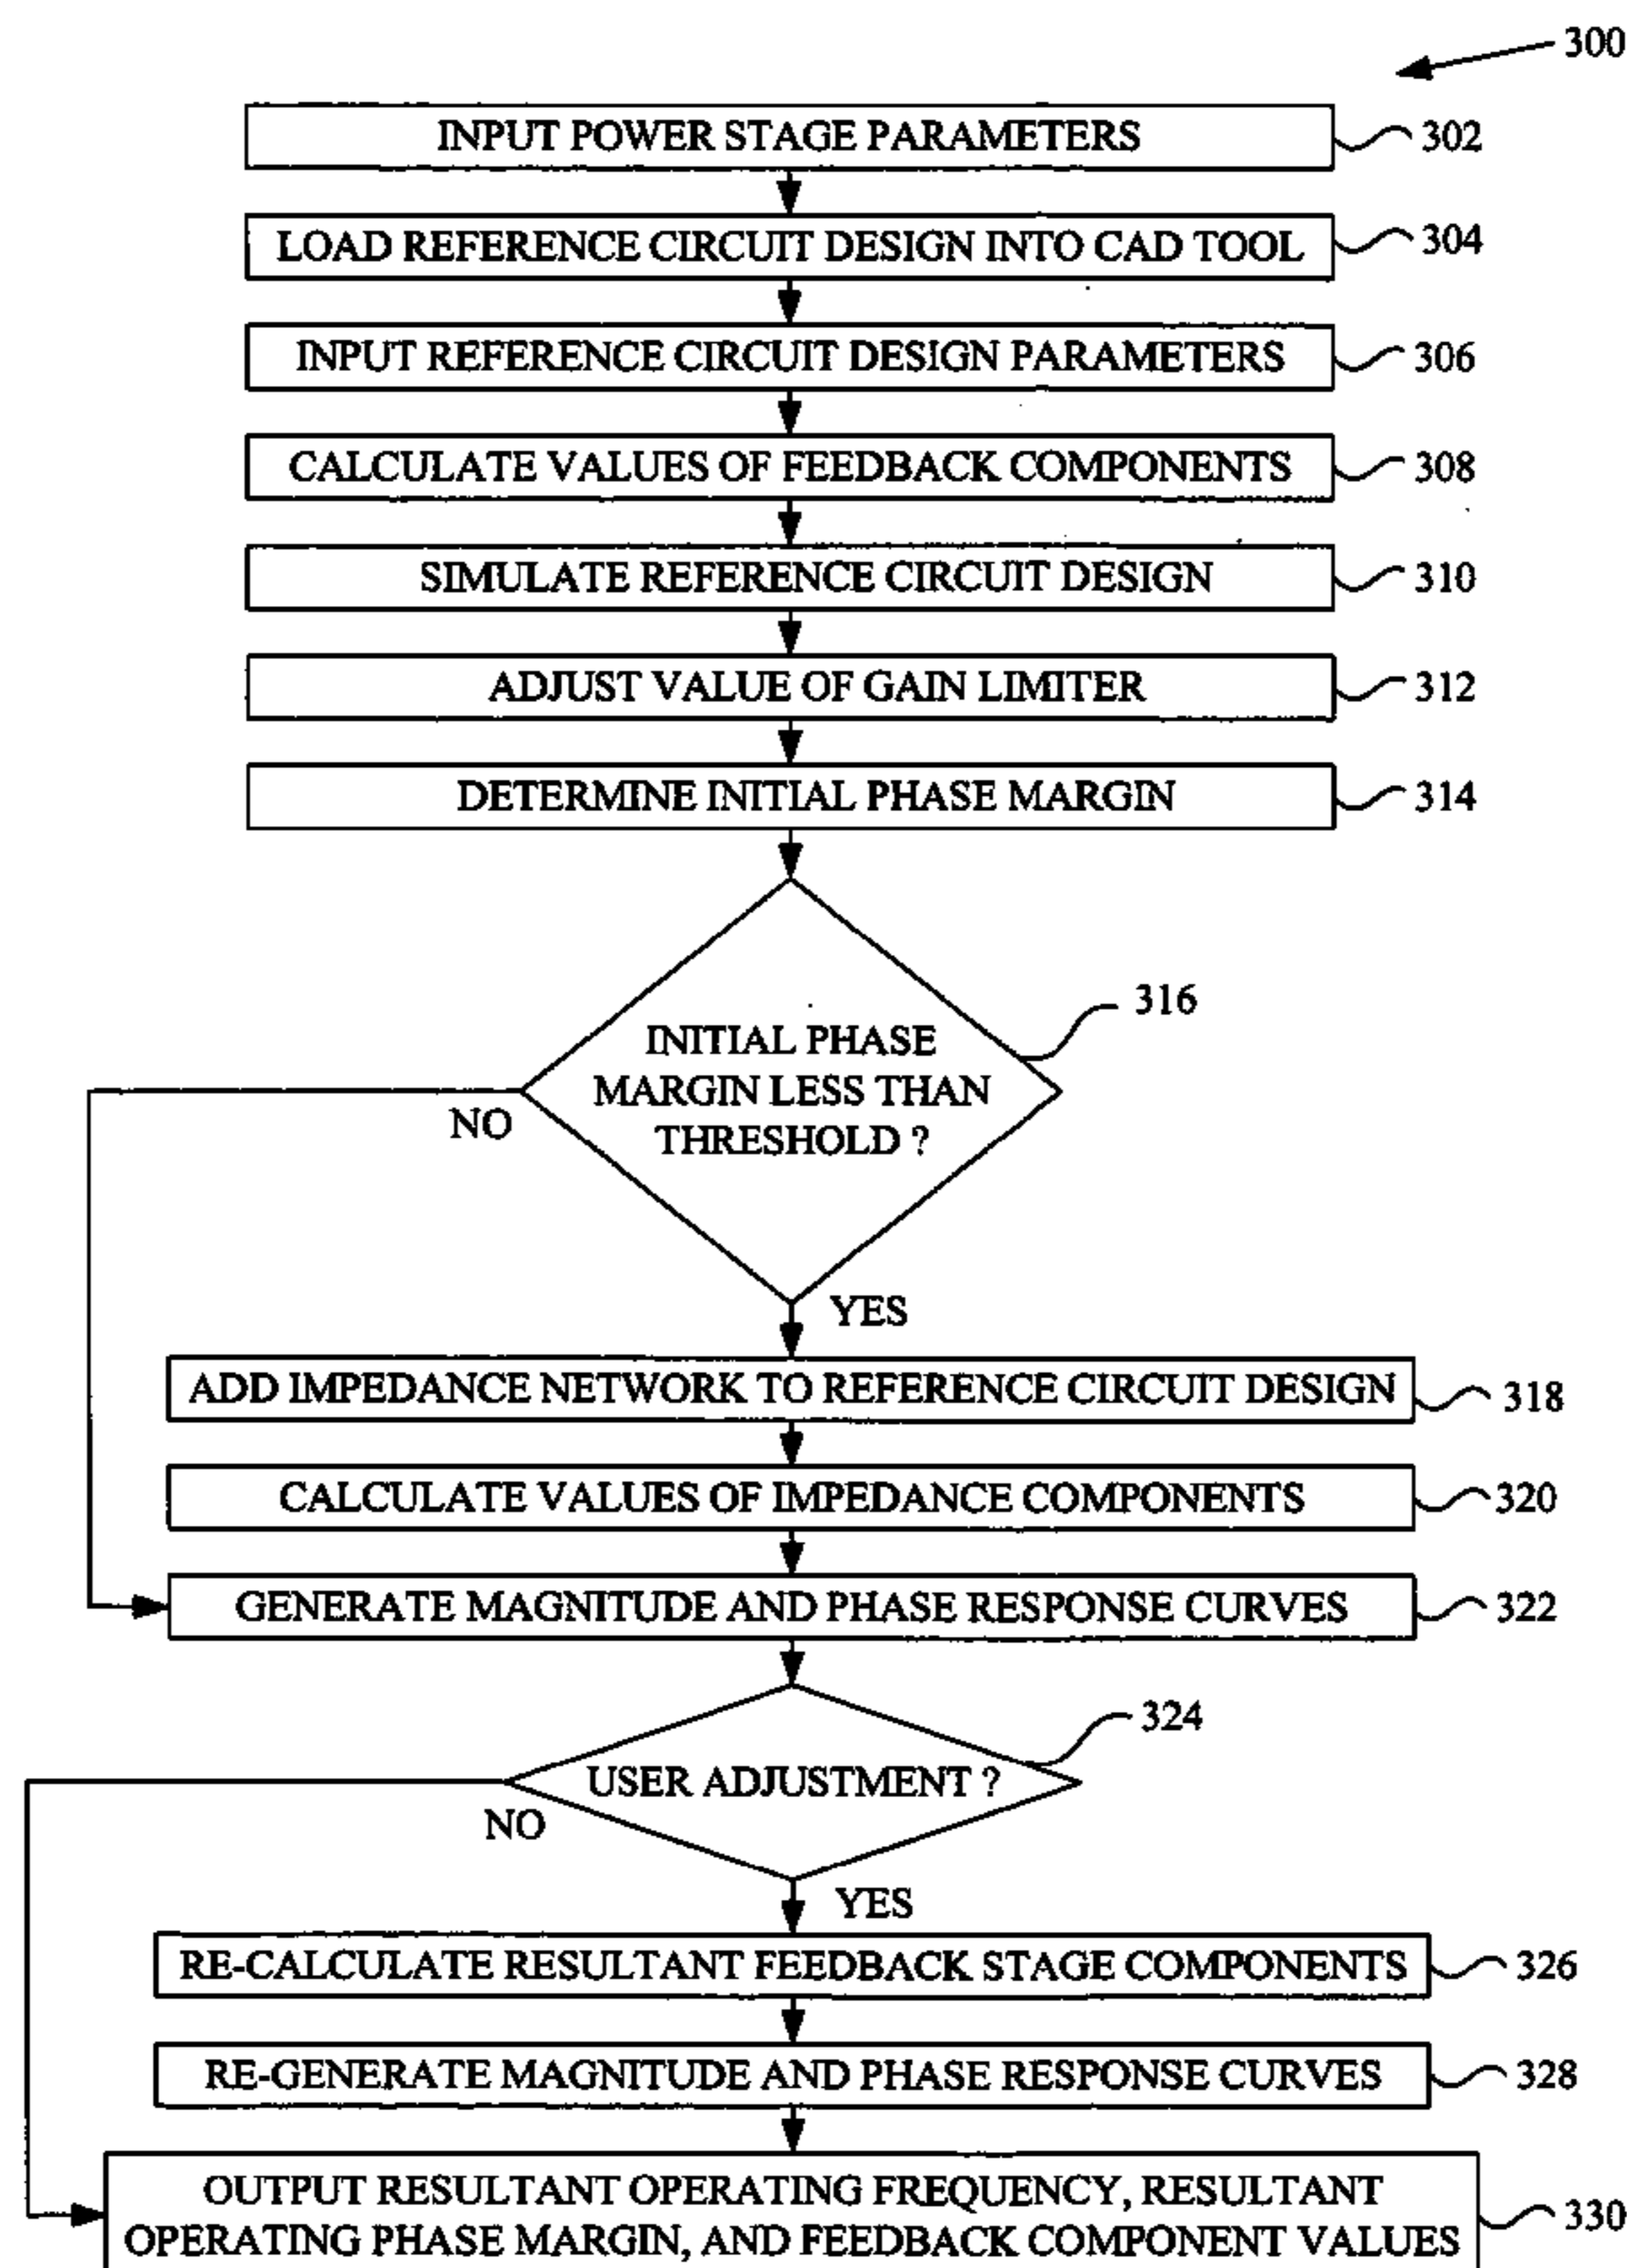 300
INPUT POWER STAGE PARAMETERS
302
LOAD REFERENCE CIRCUIT DESIGN INTO CAD TOOL
304
INPUT REFERENCE CIRCUIT DESIGN PARAMETERS
306
CALCULATE VALUES OF FEEDBACK COMPONENTS
308
SIMULATE REFERENCE CIRCUIT DESIGN
310
ADJUST VALUE OF GAIN LIMITER
312
DETERMINE INITIAL PHASE MARGIN
314
316
INITIAL PHASE
MARGIN LESS THAN
THRESHOLD ?
NO
YES
ADD IMPEDANCE NETWORK TO REFERENCE CIRCUIT DESIGN
318
CALCULATE VALUES OF IMPEDANCE COMPONENTS
320
GENERATE MAGNITUDE AND PHASE RESPONSE CURVES
322
324
USER ADJUSTMENT ?
NO
YES
RE-CALCULATE RESULTANT FEEDBACK STAGE COMPONENTS
326
RE-GENERATE MAGNITUDE AND PHASE RESPONSE CURVES
328
OUTPUT RESULTANT OPERATING FREQUENCY, RESULTANT
OPERATING PHASE MARGIN, AND FEEDBACK COMPONENT VALUES
330